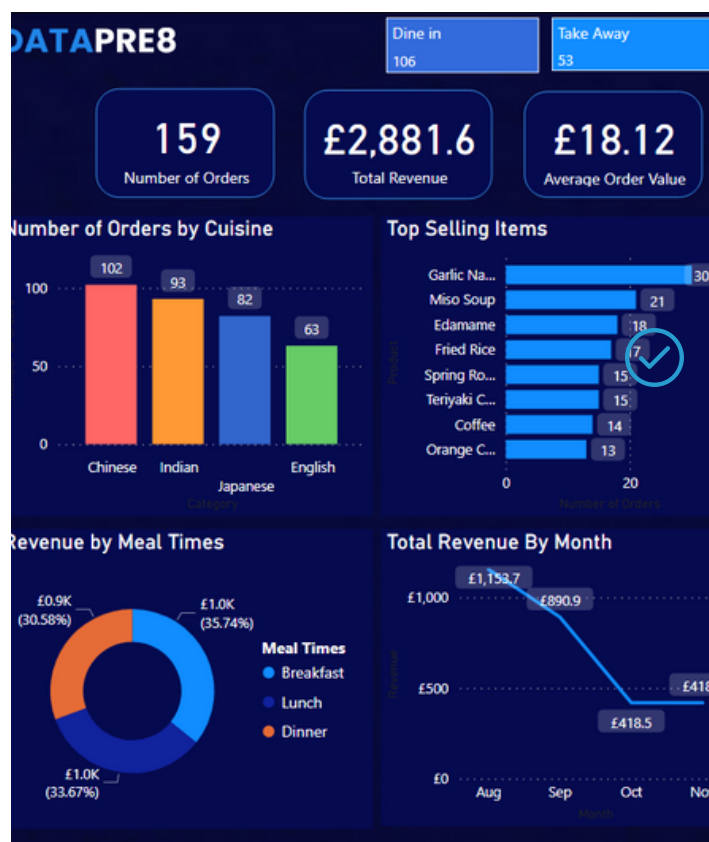 DATAPRE8
Dine in
106
Take Away
53
159
Number of Orders
£2,881.6
Total Revenue
£18.12
Average Order Value
Number of Orders by Cuisine
100
50
0
102
93
82
63
Chinese
Indian
Japanese
English
Category
Top Selling Items
Product
Garlic Na... 30
Miso Soup 21
Edamame 18
Fried Rice 17
Spring Ro... 15
Teriyaki C... 15
Coffee 14
Orange C... 13
0 20
Number of Orders
Revenue by Meal Times
£0.9K
(30.58%)
£1.0K
(35.74%)
£1.0K
(33.67%)
Meal Times
Breakfast
Lunch
Dinner
Total Revenue By Month
Revenue
£1,000
£500
£0
£1,153.7
£890.9
£418.5
£418
Aug Sep Oct No
Month